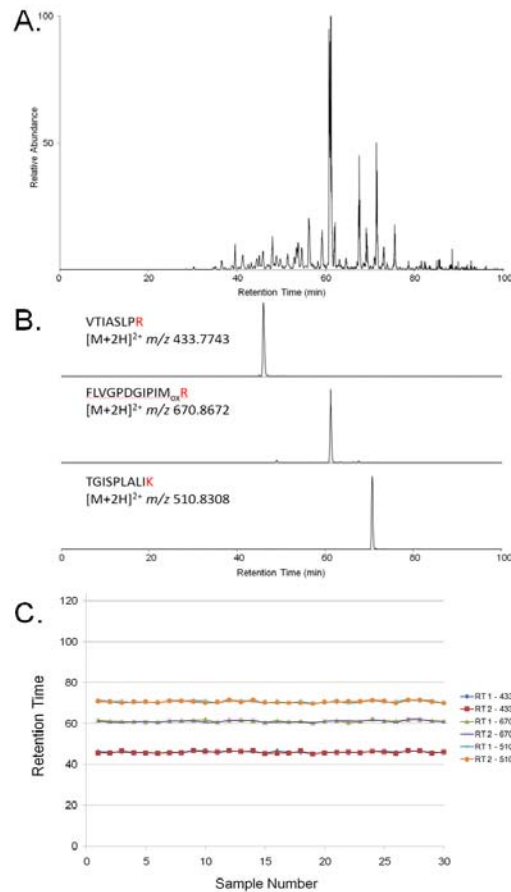 A.
100
50
Relative Abundance
0
20
40
60
80
100
Retention Time (min)
B.
VTIASLPR
[M+2H]²⁺ m/z 433.7743
FLVGPDGIPIMₒₓR
[M+2H]²⁺ m/z 670.8672
TGISPLALIK
[M+2H]²⁺ m/z 510.8308
0
20
40
60
80
100
Retention Time (min)
C.
120
100
80
60
40
20
0
Retention Time
0
5
10
15
20
25
30
Sample Number
RT 1 - 433
RT 2 - 433
RT 1 - 670
RT 2 - 670
RT 1 - 510
RT 2 - 510